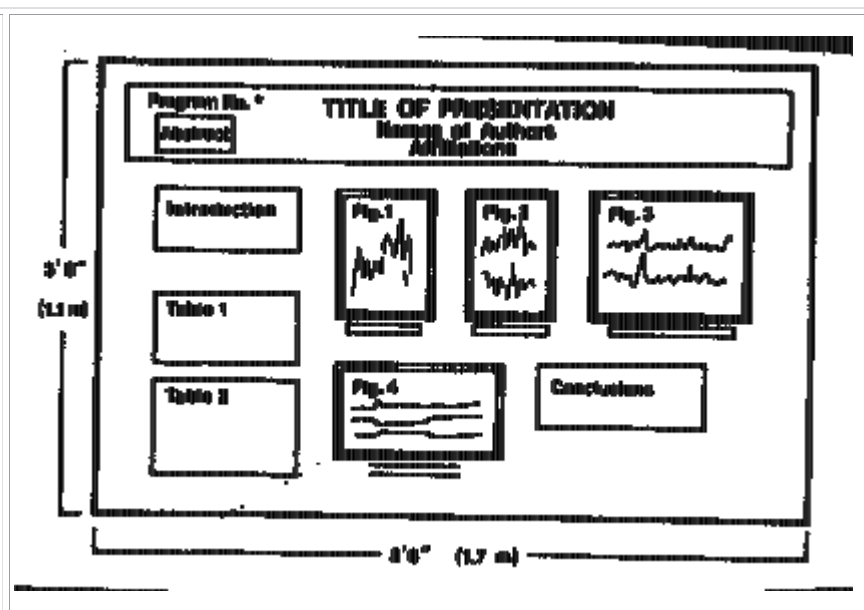 Program No. *
Abstract
TITLE OF PRESENTATION
Names of Authors
Affiliations
Introduction
Fig. 1
Fig. 2
Fig. 3
(1.1 m)
Table 1
Table 2
Fig. 4
Conclusions
(1.7 m)